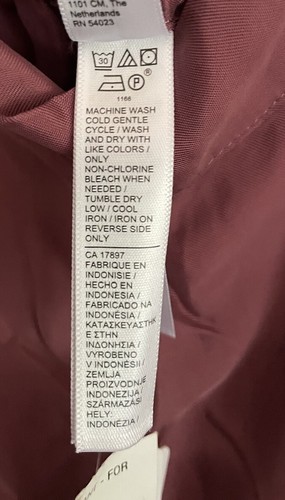 1101 CM, The
Netherlands
RN 54023
30
P
1166
MACHINE WASH
COLD GENTLE
CYCLE / WASH
AND DRY WITH
LIKE COLORS /
ONLY
NON-CHLORINE
BLEACH WHEN
NEEDED /
TUMBLE DRY
LOW / COOL
IRON / IRON ON
REVERSE SIDE
ONLY
CA 17897
FABRIQUE EN
INDONISIE /
HECHO EN
INDONESIA /
FABRICADO NA
INDONÉSIA /
ΚΑΤΑΣΚΕΥΑΣΤΗΚ
Ε ΣΤΗΝ
ΙΝΔΟΝΗΣΙΑ /
VYROBENO
V INDONÉSII /
ZEMLJA
PROIZVODNJE
INDONEZIJA /
SZÁRMAZÁSI
HELY:
INDONÉZIA /
- FOR